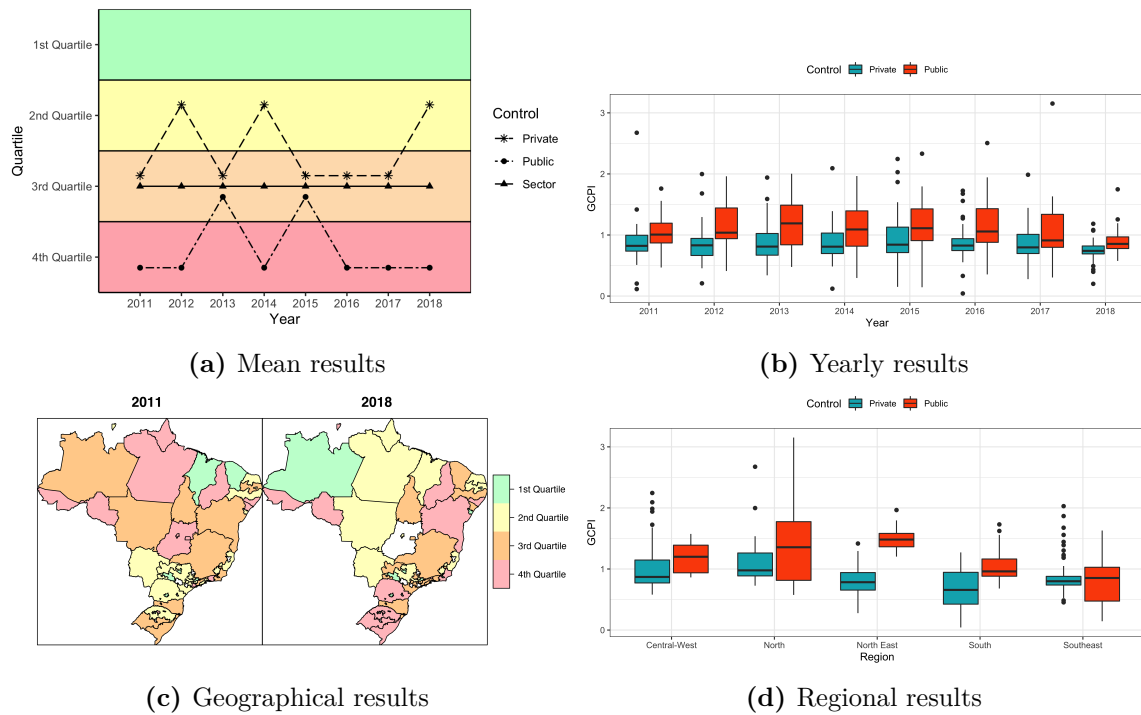 1st Quartile
2nd Quartile
3rd Quartile
4th Quartile
Quartile
2011 2012 2013 2014 2015 2016 2017 2018
Year
Control
Private
Public
Sector
(a) Mean results
Control Private Public
3
2
1
0
GCPI
2011 2012 2013 2014 2015 2016 2017 2018
Year
(b) Yearly results
2011 2018
1st Quartile
2nd Quartile
3rd Quartile
4th Quartile
(c) Geographical results
Control Private Public
3
2
1
0
GCPI
Central-West North North East South Southeast
Region
(d) Regional results